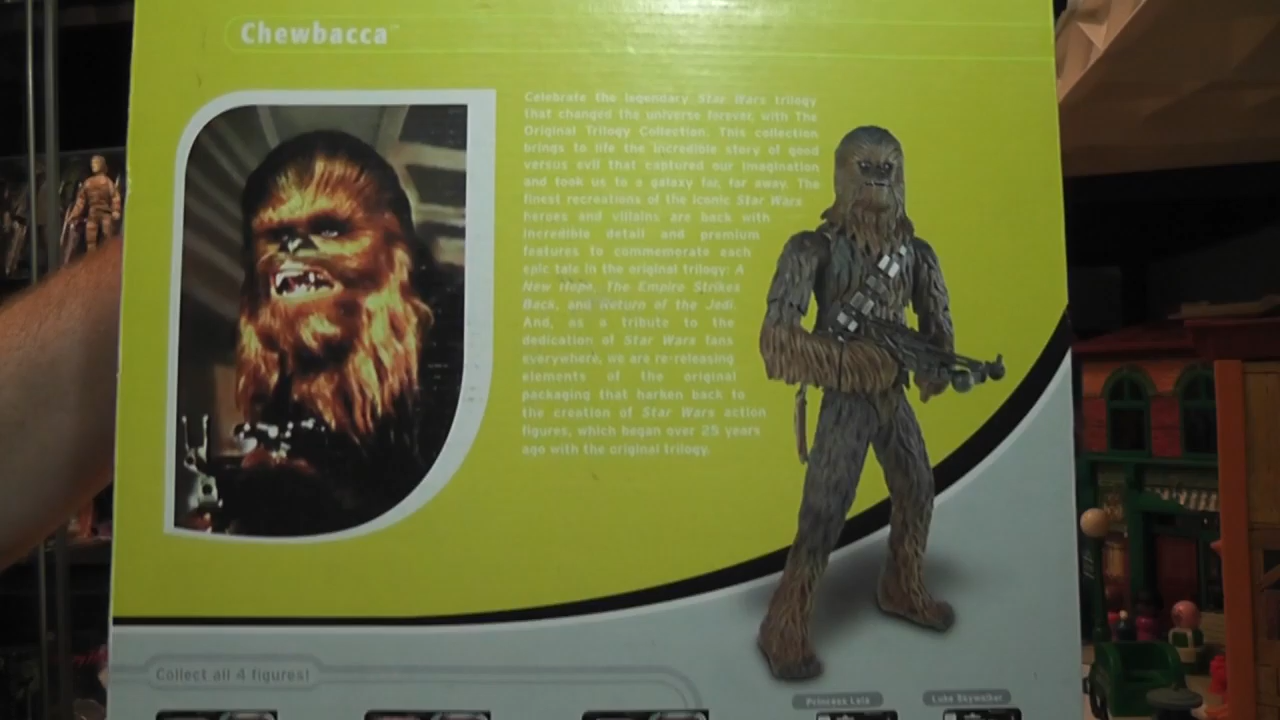 Chewbacca™
Celebrate the legendary Star Wars trilogy
that changed the universe forever, with The
Original Trilogy Collection. This collection
brings to life the incredible story of good
versus evil that captured our imagination
and took us to a galaxy far, far away. The
finest recreations of the iconic Star Wars
heroes and villains are back with
incredible detail and premium
features to commemorate each
epic tale in the original trilogy: A
New Hope, The Empire Strikes
Back, and Return of the Jedi.
And, as a tribute to the
dedication of Star Wars fans
everywhere, we are re-releasing
elements of the original
packaging that harken back to
the creation of Star Wars action
figures, which began over 25 years
ago with the original trilogy.
Collect all 4 figures!
Princess Leia
Luke Skywalker